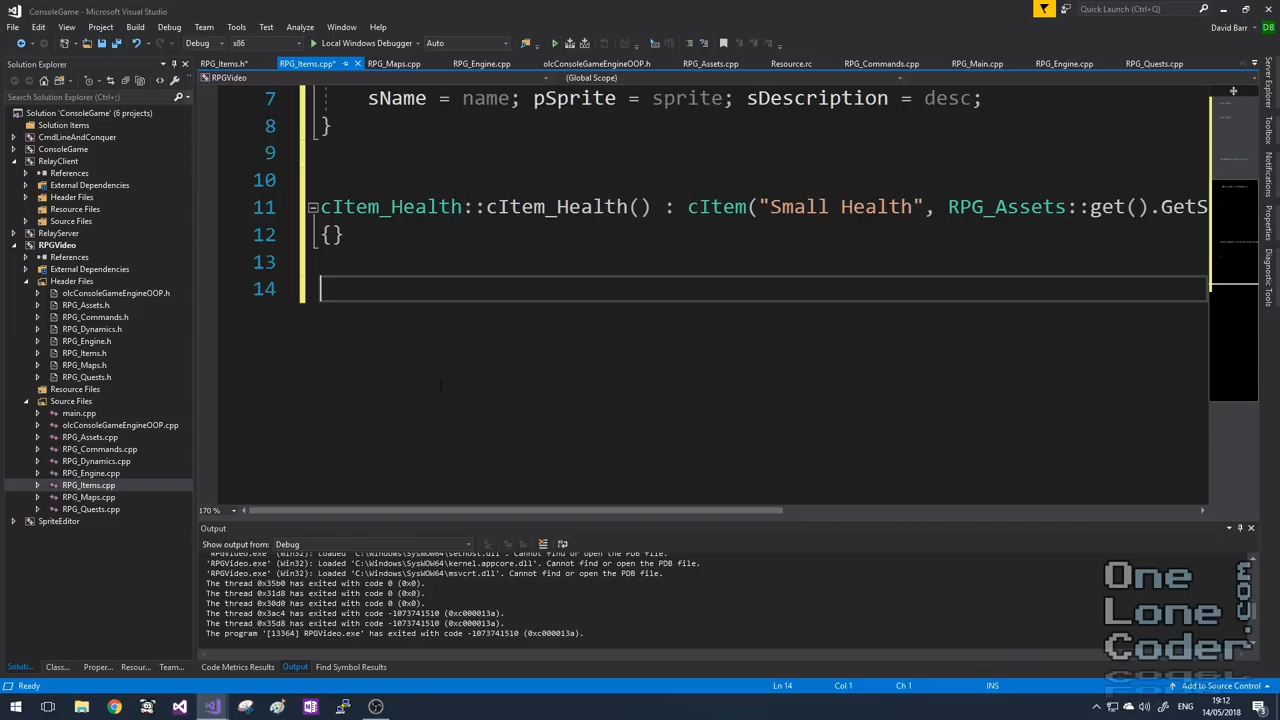 ConsoleGame - Microsoft Visual Studio
Quick Launch (Ctrl+Q)
File Edit View Project Build Debug Team Tools Test Analyze Window Help
David Barr DB
Debug x86 Local Windows Debugger Auto
Solution Explorer
RPG_Items.h* RPG_Items.cpp* RPG_Maps.cpp RPG_Engine.cpp olcConsoleGameEngineOOP.h RPG_Assets.cpp Resource.rc RPG_Commands.cpp RPG_Main.cpp RPG_Engine.cpp RPG_Quests.cpp
RPGVideo (Global Scope)
Search Solution Explorer (Ctrl+;)
Solution 'ConsoleGame' (6 projects)
Solution Items
CmdLineAndConquer
ConsoleGame
RelayClient
References
External Dependencies
Header Files
Resource Files
Source Files
RelayServer
RPGVideo
References
External Dependencies
Header Files
olcConsoleGameEngineOOP.h
RPG_Assets.h
RPG_Commands.h
RPG_Dynamics.h
RPG_Engine.h
RPG_Items.h
RPG_Maps.h
RPG_Quests.h
Resource Files
Source Files
main.cpp
olcConsoleGameEngineOOP.cpp
RPG_Assets.cpp
RPG_Commands.cpp
RPG_Dynamics.cpp
RPG_Engine.cpp
RPG_Items.cpp
RPG_Maps.cpp
RPG_Quests.cpp
SpriteEditor
7 sName = name; pSprite = sprite; sDescription = desc;
8 }
9
10
11 cItem_Health::cItem_Health() : cItem("Small Health", RPG_Assets::get().GetS
12 {}
13
14
170 %
Server Explorer
Toolbox
Notifications
Properties
Diagnostic Tools
Output
Show output from: Debug
'RPGVideo.exe' (Win32): Loaded 'C:\Windows\SysWOW64\sechost.dll'. Cannot find or open the PDB file.
'RPGVideo.exe' (Win32): Loaded 'C:\Windows\SysWOW64\kernel.appcore.dll'. Cannot find or open the PDB file.
'RPGVideo.exe' (Win32): Loaded 'C:\Windows\SysWOW64\msvcrt.dll'. Cannot find or open the PDB file.
The thread 0x35b0 has exited with code 0 (0x0).
The thread 0x31d8 has exited with code 0 (0x0).
The thread 0x30d0 has exited with code 0 (0x0).
The thread 0x3ac4 has exited with code -1073741510 (0xc000013a).
The thread 0x35d8 has exited with code -1073741510 (0xc000013a).
The program '[13364] RPGVideo.exe' has exited with code -1073741510 (0xc000013a).
One
Lone
Coder
.com
Soluti... Class... Proper... Resour... Team...
Code Metrics Results Output Find Symbol Results
Ready Ln 14 Col 1 Ch 1 INS Add to Source Control
ENG
19:12
14/05/2018